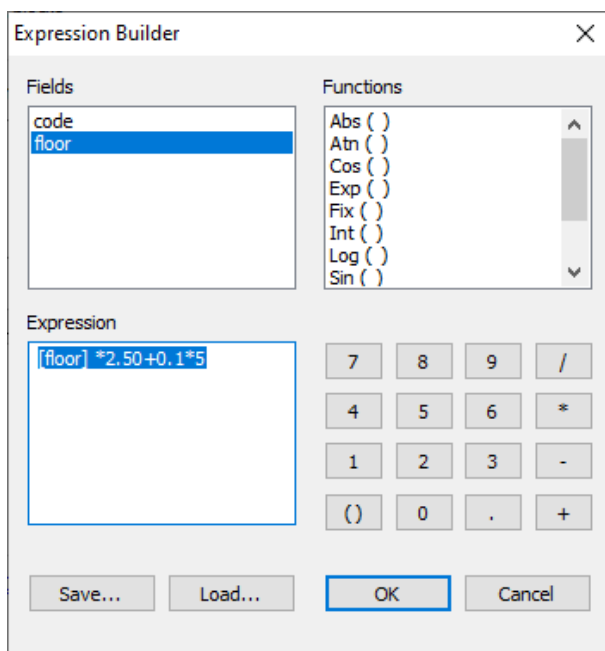 Expression Builder
Fields
code
floor
Functions
Abs ( )
Atn ( )
Cos ( )
Exp ( )
Fix ( )
Int ( )
Log ( )
Sin ( )
Expression
[floor] *2.50+0.1*5
7 8 9 /
4 5 6 *
1 2 3 -
() 0 . +
Save... Load... OK Cancel